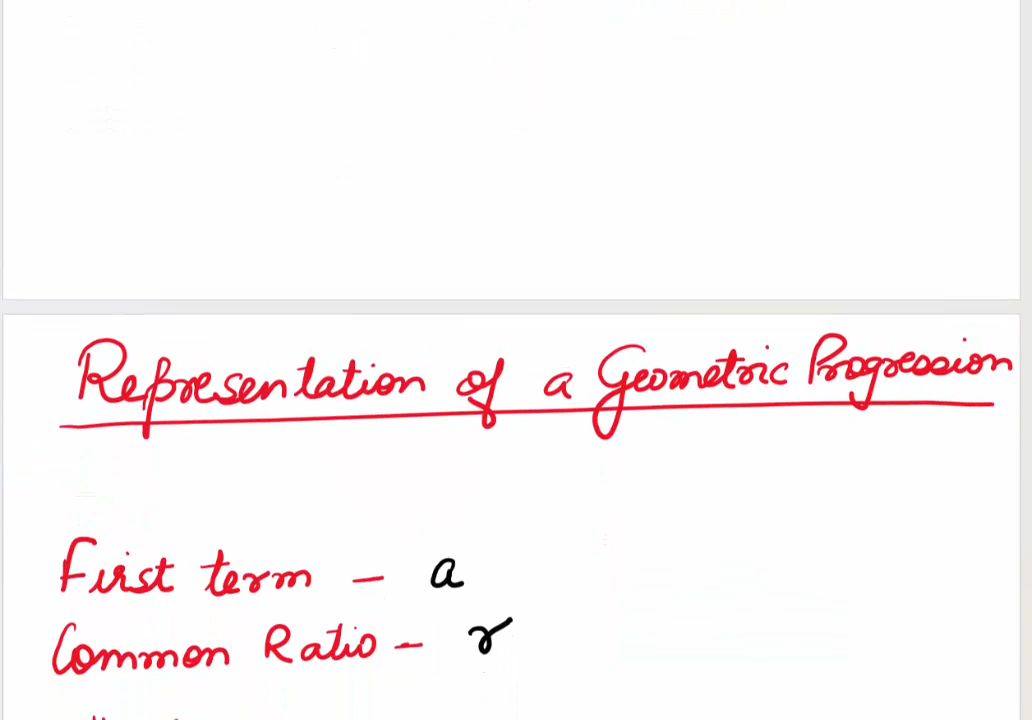 Representation of a Geometric Progression
First term - a
Common Ratio - r